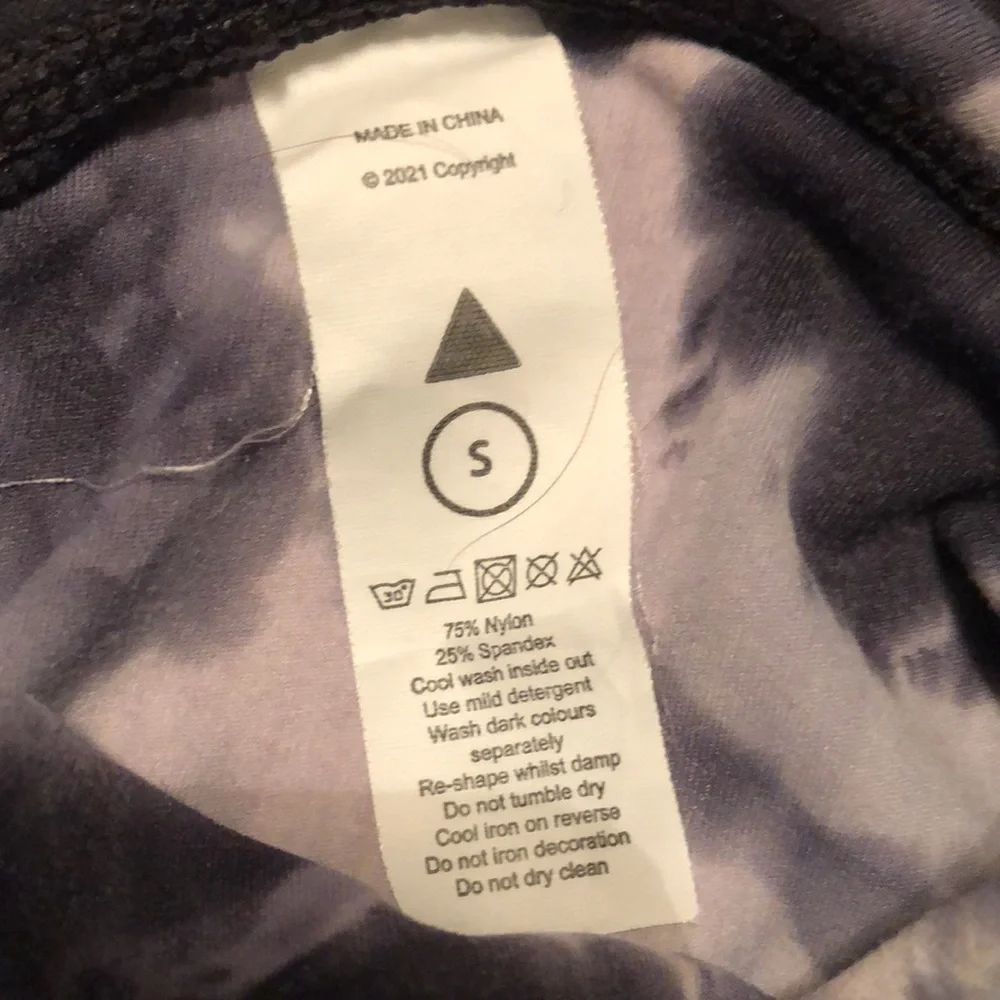 MADE IN CHINA
© 2021 Copyright
S
30°
75% Nylon
25% Spandex
Cool wash inside out
Use mild detergent
Wash dark colours
separately
Re-shape whilst damp
Do not tumble dry
Cool iron on reverse
Do not iron decoration
Do not dry clean